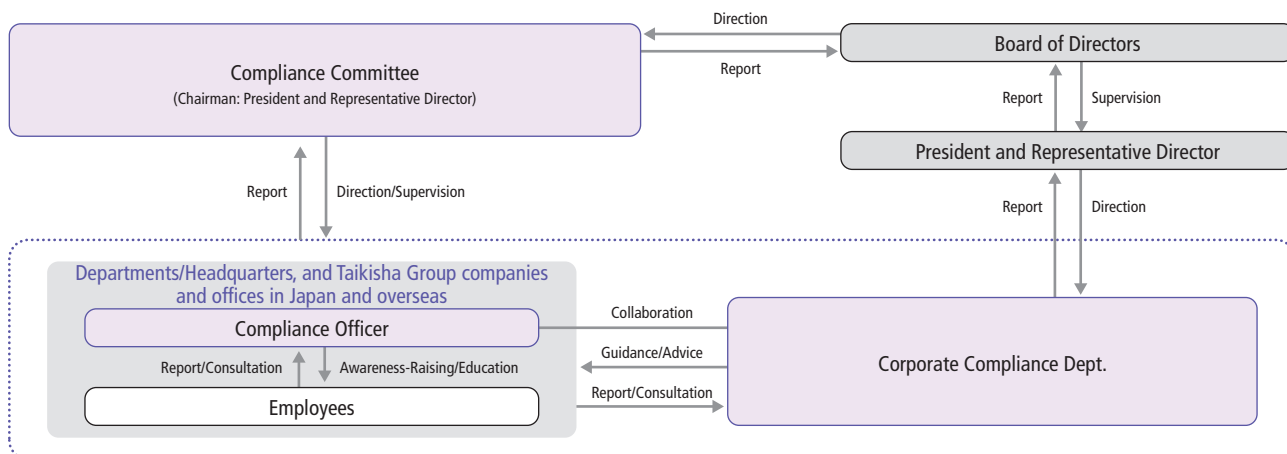 Direction
Board of Directors
Compliance Committee
(Chairman: President and Representative Director)
Report
Report
Supervision
President and Representative Director
Report
Direction/Supervision
Report
Direction
Departments/Headquarters, and Taikisha Group companies
and offices in Japan and overseas
Compliance Officer
Collaboration
Report/Consultation
Awareness-Raising/Education
Guidance/Advice
Corporate Compliance Dept.
Report/Consultation
Employees